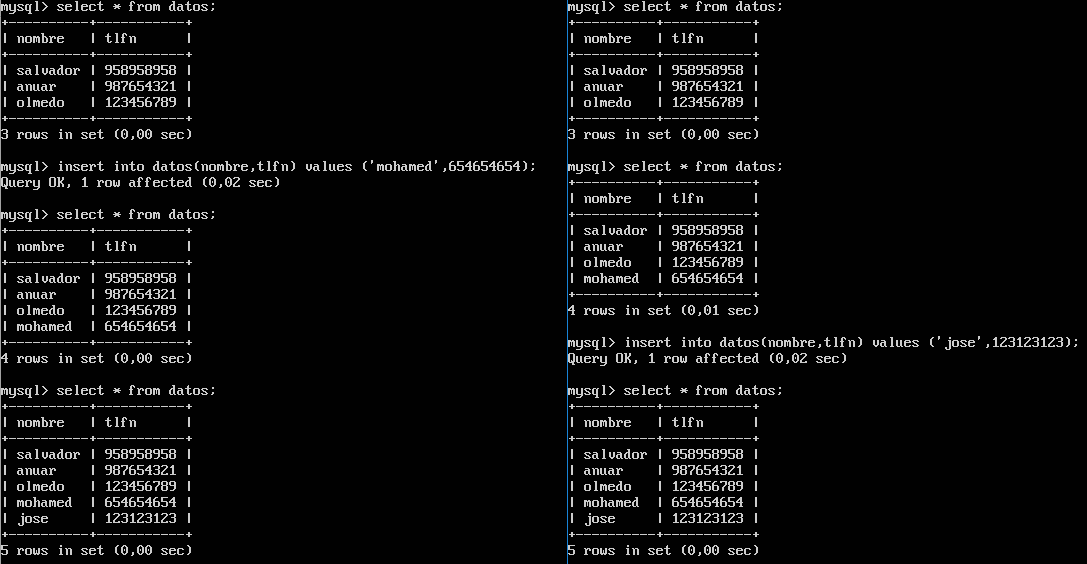 mysql> select * from datos;
+----------+-----------+
| nombre   | tlfn      |
+----------+-----------+
| salvador | 958958958 |
| anuar    | 987654321 |
| olmedo   | 123456789 |
+----------+-----------+
3 rows in set (0,00 sec)
mysql> insert into datos(nombre,tlfn) values ('mohamed',654654654);
Query OK, 1 row affected (0,02 sec)
mysql> select * from datos;
+----------+-----------+
| nombre   | tlfn      |
+----------+-----------+
| salvador | 958958958 |
| anuar    | 987654321 |
| olmedo   | 123456789 |
| mohamed  | 654654654 |
+----------+-----------+
4 rows in set (0,00 sec)
mysql> select * from datos;
+----------+-----------+
| nombre   | tlfn      |
+----------+-----------+
| salvador | 958958958 |
| anuar    | 987654321 |
| olmedo   | 123456789 |
| mohamed  | 654654654 |
| jose     | 123123123 |
+----------+-----------+
5 rows in set (0,00 sec)
mysql> select * from datos;
+----------+-----------+
| nombre   | tlfn      |
+----------+-----------+
| salvador | 958958958 |
| anuar    | 987654321 |
| olmedo   | 123456789 |
+----------+-----------+
3 rows in set (0,00 sec)
mysql> select * from datos;
+----------+-----------+
| nombre   | tlfn      |
+----------+-----------+
| salvador | 958958958 |
| anuar    | 987654321 |
| olmedo   | 123456789 |
| mohamed  | 654654654 |
+----------+-----------+
4 rows in set (0,01 sec)
mysql> insert into datos(nombre,tlfn) values ('jose',123123123);
Query OK, 1 row affected (0,02 sec)
mysql> select * from datos;
+----------+-----------+
| nombre   | tlfn      |
+----------+-----------+
| salvador | 958958958 |
| anuar    | 987654321 |
| olmedo   | 123456789 |
| mohamed  | 654654654 |
| jose     | 123123123 |
+----------+-----------+
5 rows in set (0,00 sec)